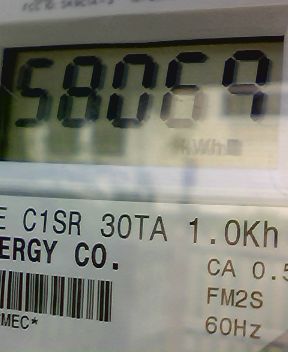 58069
kWh
E C1SR 30TA 1.0Kh
ERGY CO.
CA 0.5
FM2S
MEC*
60Hz